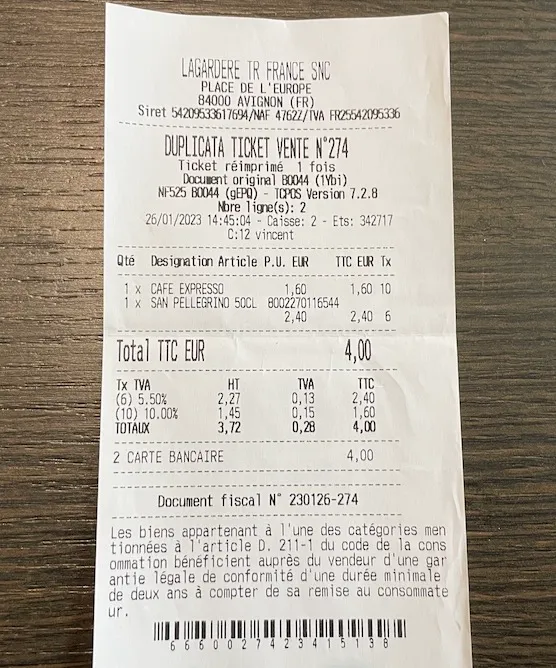 LAGARDERE TR FRANCE SNC
PLACE DE L'EUROPE
84000 AVIGNON (FR)
Siret 54209533617694/NAF 4762Z/TVA FR25542095336
DUPLICATA TICKET VENTE N°274
Ticket réimprimé 1 fois
Document original B0044 (1Ybi)
NF525 B0044 (gEPQ) - TCPOS Version 7.2.8
Nbre ligne(s): 2
26/01/2023 14:45:04 - Caisse: 2 - Ets: 342717
C:12 vincent
Qté Designation Article P.U. EUR TTC EUR Tx
1 x CAFE EXPRESSO 1,60 1,60 10
1 x SAN PELLEGRINO 50CL 8002270116544
2,40 2,40 6
Total TTC EUR 4,00
Tx TVA HT TVA TTC
(6) 5.50% 2,27 0,13 2,40
(10) 10.00% 1,45 0,15 1,60
TOTAUX 3,72 0,28 4,00
2 CARTE BANCAIRE 4,00
Document fiscal N° 230126-274
Les biens appartenant à l'une des catégories men
tionnées à l'article D. 211-1 du code de la cons
ommation bénéficient auprès du vendeur d'une gar
antie légale de conformité d'une durée minimale
de deux ans à compter de sa remise au consommate
ur.
6660027423415138